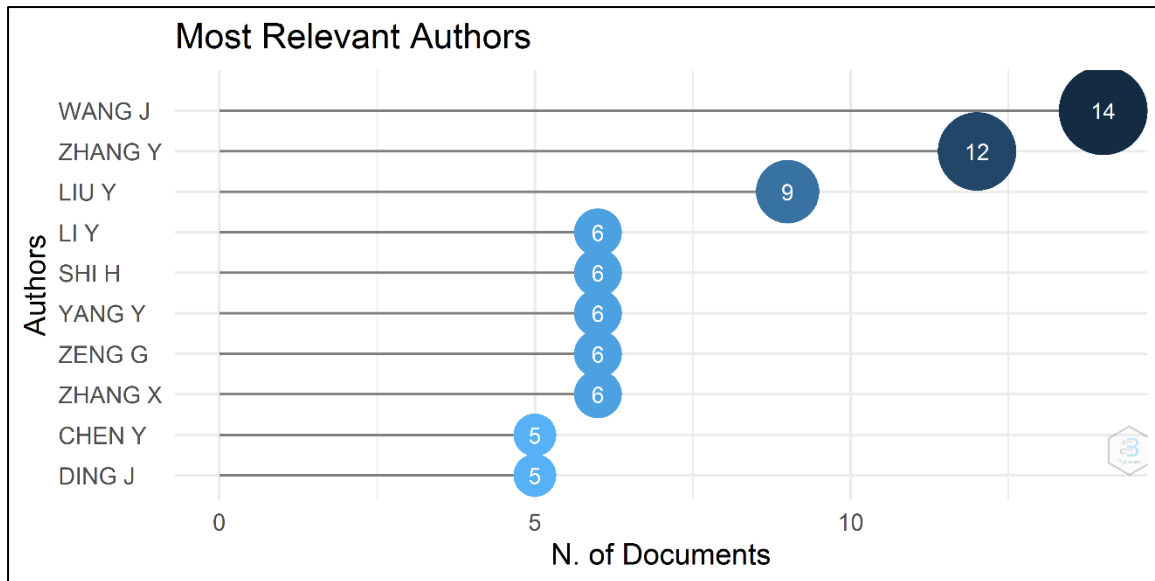 Most Relevant Authors
Authors
WANG J 14
ZHANG Y 12
LIU Y 9
LI Y 6
SHI H 6
YANG Y 6
ZENG G 6
ZHANG X 6
CHEN Y 5
DING J 5
0 5 10
N. of Documents